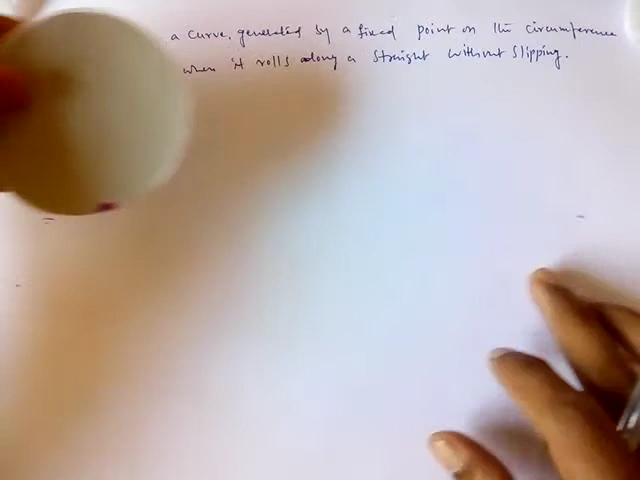 a curve, generated by a fixed point on the circumference
when it rolls along a straight without slipping.